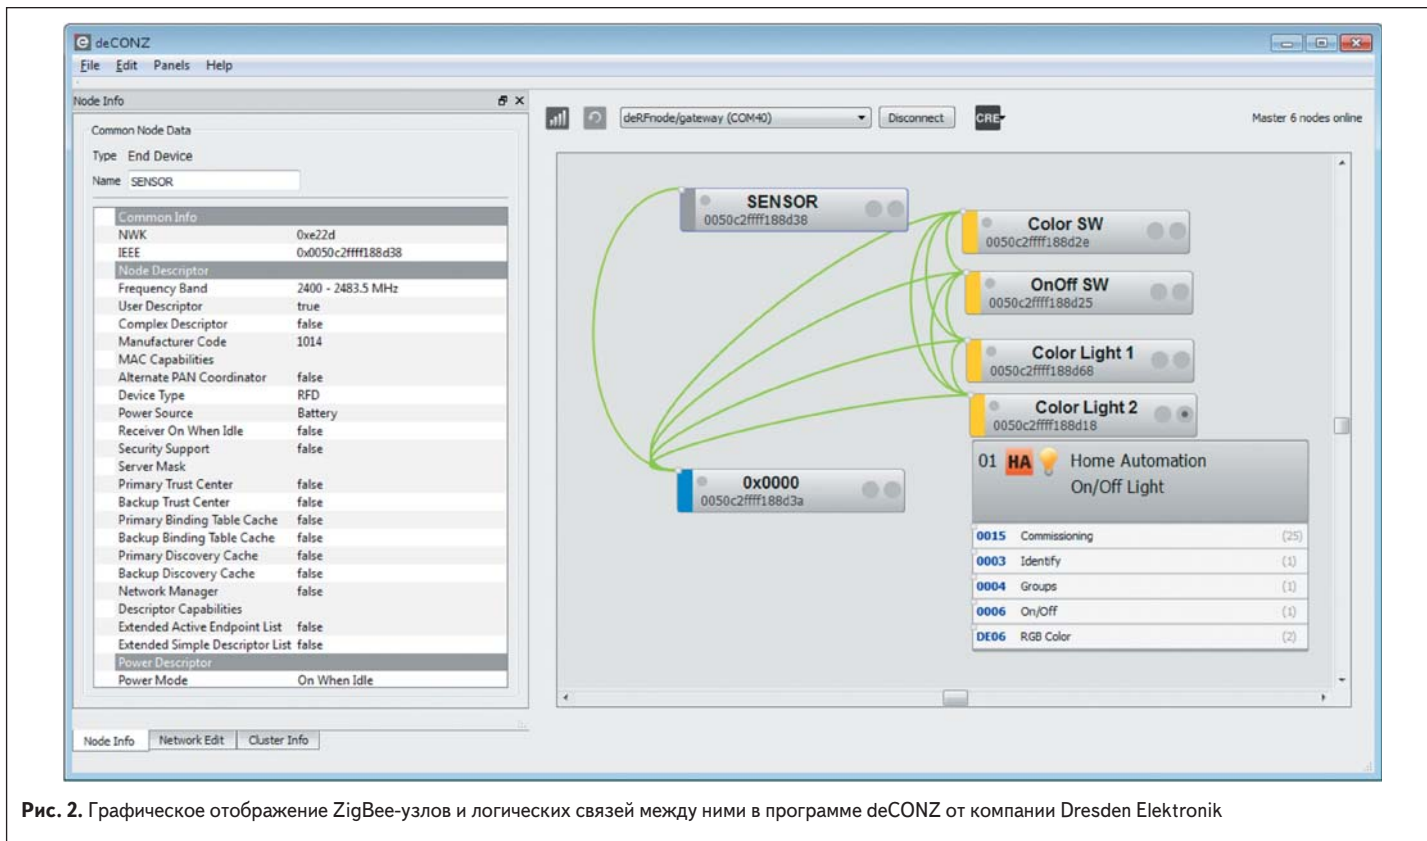 deCONZ
File Edit Panels Help
Node Info
Common Node Data
Type End Device
Name SENSOR
Common Info
NWK 0xe22d
IEEE 0x0050c2ffff188d38
Node Descriptor
Frequency Band 2400 - 2483.5 MHz
User Descriptor true
Complex Descriptor false
Manufacturer Code 1014
MAC Capabilities
Alternate PAN Coordinator false
Device Type RFD
Power Source Battery
Receiver On When Idle false
Security Support false
Server Mask
Primary Trust Center false
Backup Trust Center false
Primary Binding Table Cache false
Backup Binding Table Cache false
Primary Discovery Cache false
Backup Discovery Cache false
Network Manager false
Descriptor Capabilities
Extended Active Endpoint List false
Extended Simple Descriptor List false
Power Descriptor
Power Mode On When Idle
Node Info Network Edit Cluster Info
deRFnode/gateway (COM40) Disconnect CRE Master 6 nodes online
SENSOR
0050c2ffff188d38
Color SW
0050c2ffff188d2e
OnOff SW
0050c2ffff188d25
Color Light 1
0050c2ffff188d68
Color Light 2
0050c2ffff188d18
0x0000
0050c2ffff188d3a
01 HA Home Automation
On/Off Light
0015 Commissioning (25)
0003 Identify (1)
0004 Groups (1)
0006 On/Off (1)
DE06 RGB Color (2)
Рис. 2. Графическое отображение ZigBee-узлов и логических связей между ними в программе deCONZ от компании Dresden Elektronik